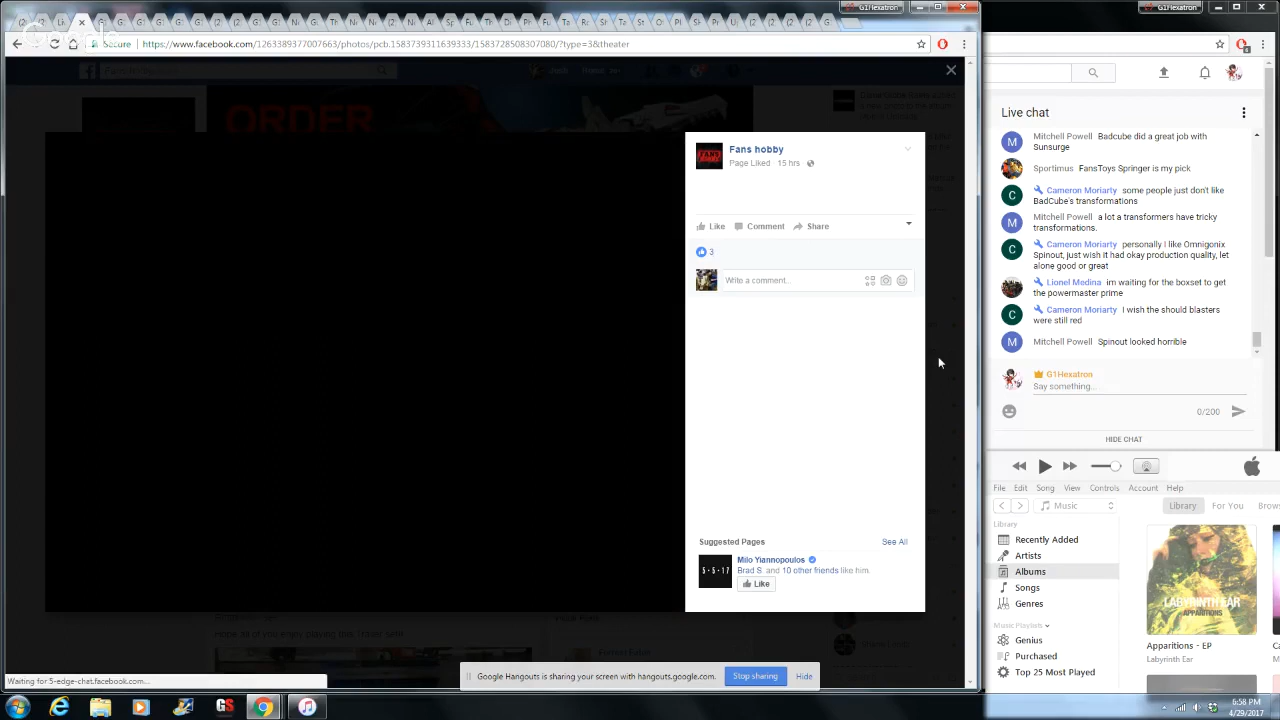 G1Hexatron
G1Hexatron
Secure
https://www.facebook.com/1263389377007663/photos/pcb.1583739311639333/1583728508307080/?type=3&theater
ORDER
Fans hobby
Page Liked · 15 hrs ·
Like Comment Share
3
Write a comment...
Suggested Pages
See All
Milo Yiannopoulos
5·5·17
Brad S and 10 other friends like him.
Like
Live chat
Mitchell Powell Badcube did a great job with
Sunsurge
Sportimus FansToys Springer is my pick
Cameron Moriarty some people just don't like
BadCube's transformations
Mitchell Powell a lot a transformers have tricky
transformations.
Cameron Moriarty personally I like Omnigonix
Spinout, just wish it had okay production quality, let
alone good or great
Lionel Medina im waiting for the boxset to get
the powermaster prime
Cameron Moriarty I wish the should blasters
were still red
Mitchell Powell Spinout looked horrible
G1Hexatron
Say something...
0/200
HIDE CHAT
File Edit Song View Controls Account Help
Music
Library For You Brows
Library
Recently Added
Artists
Albums
Songs
Genres
Music Playlists
Genius
Purchased
Top 25 Most Played
LABYRINTH EAR
APPARITIONS
Apparitions - EP
Labyrinth Ear
Google Hangouts is sharing your screen with hangouts.google.com.
Stop sharing
Hide
Waiting for 5-edge-chat.facebook.com...
6:58 PM
4/29/2017